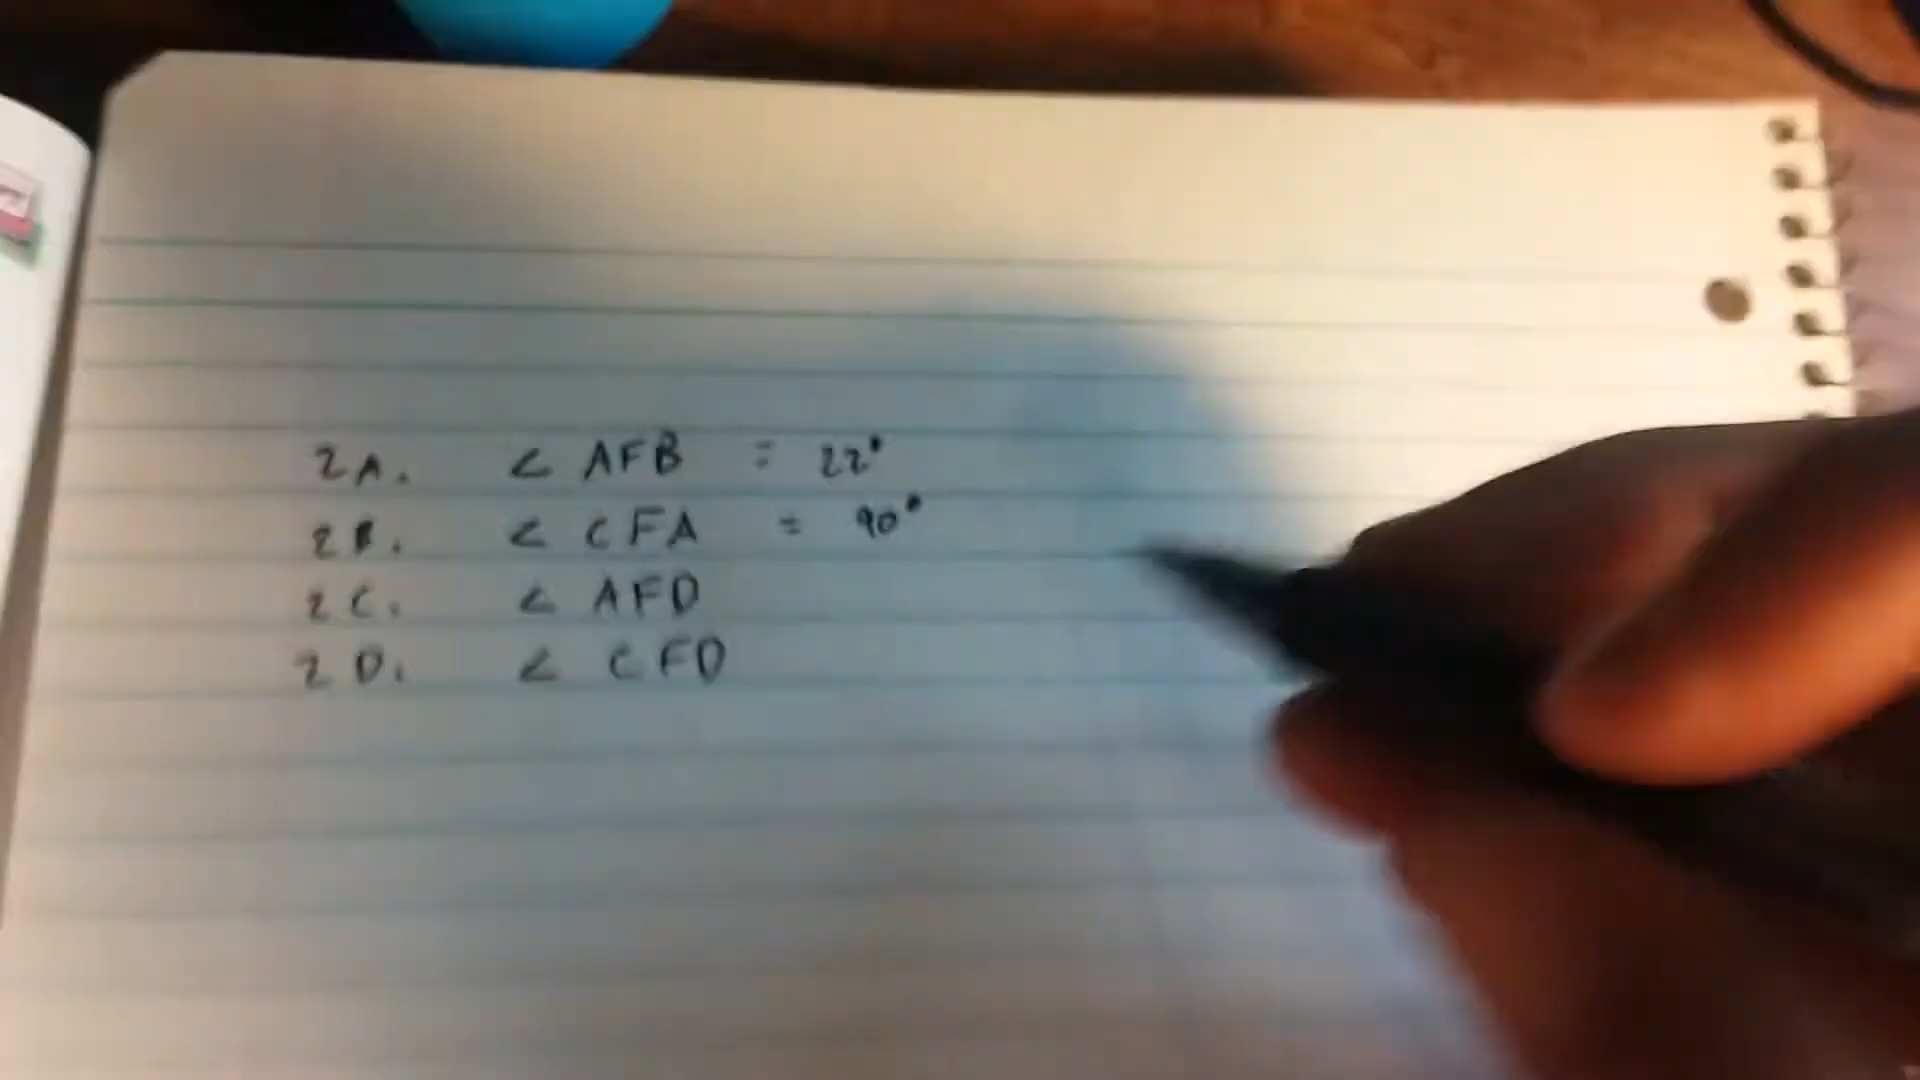 2A. < AFB = 22°
2B. < CFA = 90°
2C. < AFD
2D. < CFD